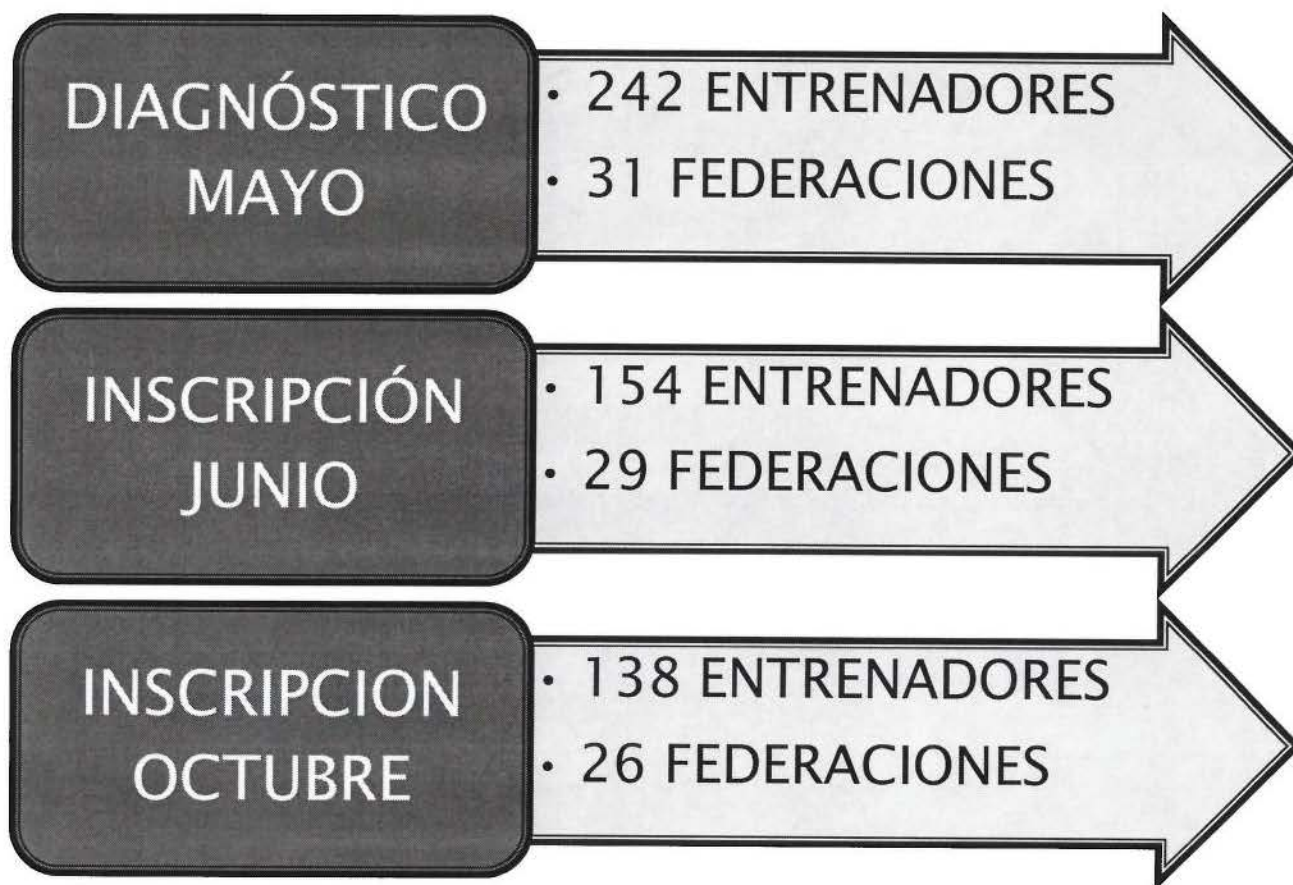 DIAGNÓSTICO
MAYO
· 242 ENTRENADORES
· 31 FEDERACIONES
INSCRIPCIÓN
JUNIO
· 154 ENTRENADORES
· 29 FEDERACIONES
INSCRIPCION
OCTUBRE
· 138 ENTRENADORES
· 26 FEDERACIONES